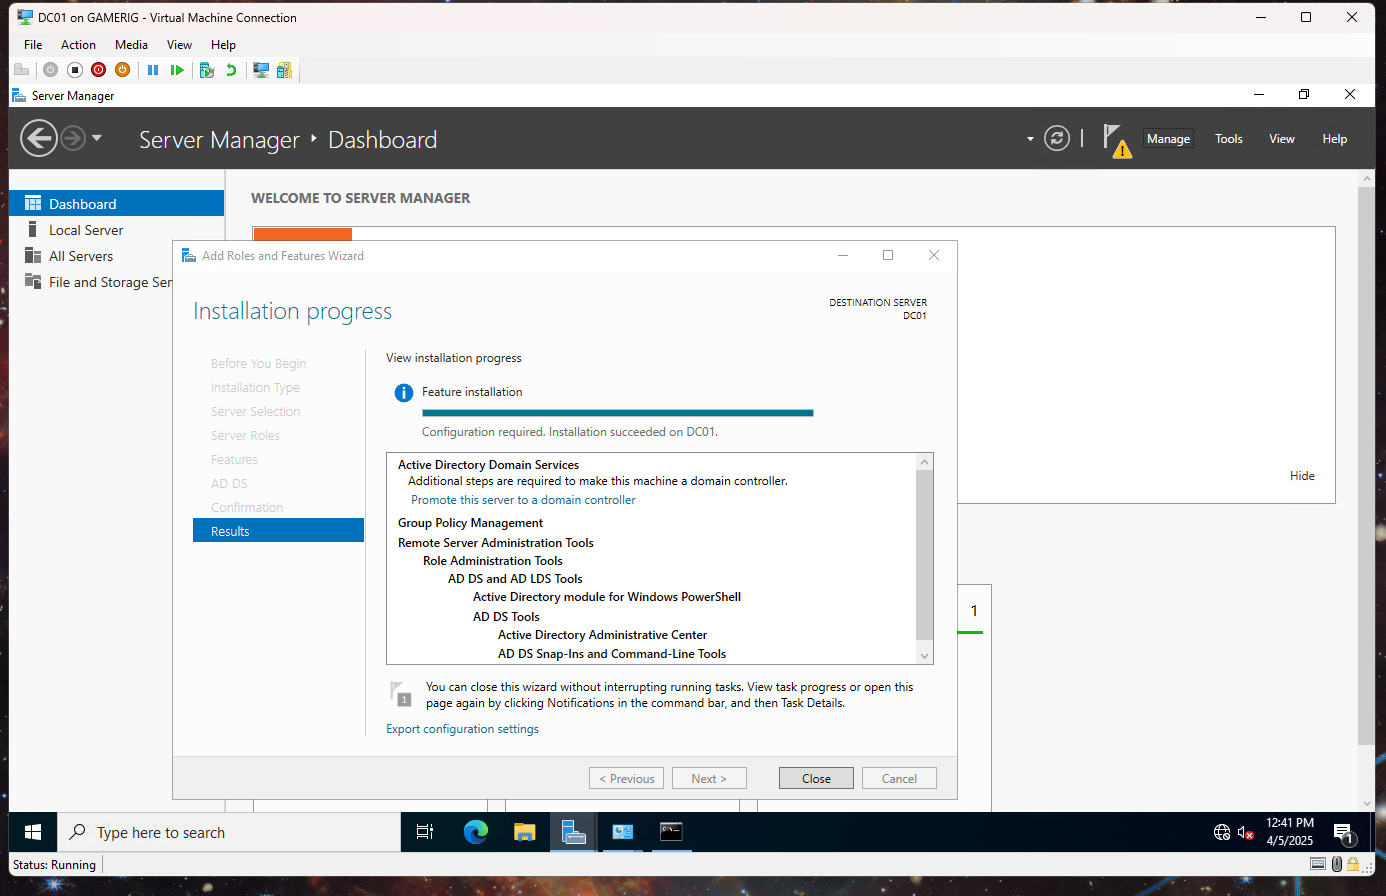 DC01 on GAMERIG - Virtual Machine Connection
File Action Media View Help
Server Manager
Server Manager ‣ Dashboard
Manage Tools View Help
Dashboard
Local Server
All Servers
File and Storage Ser
WELCOME TO SERVER MANAGER
Hide
1
Add Roles and Features Wizard
Installation progress
DESTINATION SERVER
DC01
Before You Begin
Installation Type
Server Selection
Server Roles
Features
AD DS
Confirmation
Results
View installation progress
Feature installation
Configuration required. Installation succeeded on DC01.
Active Directory Domain Services
Additional steps are required to make this machine a domain controller.
Promote this server to a domain controller
Group Policy Management
Remote Server Administration Tools
Role Administration Tools
AD DS and AD LDS Tools
Active Directory module for Windows PowerShell
AD DS Tools
Active Directory Administrative Center
AD DS Snap-Ins and Command-Line Tools
1
You can close this wizard without interrupting running tasks. View task progress or open this
page again by clicking Notifications in the command bar, and then Task Details.
Export configuration settings
< Previous Next > Close Cancel
Type here to search
12:41 PM
4/5/2025
1
Status: Running